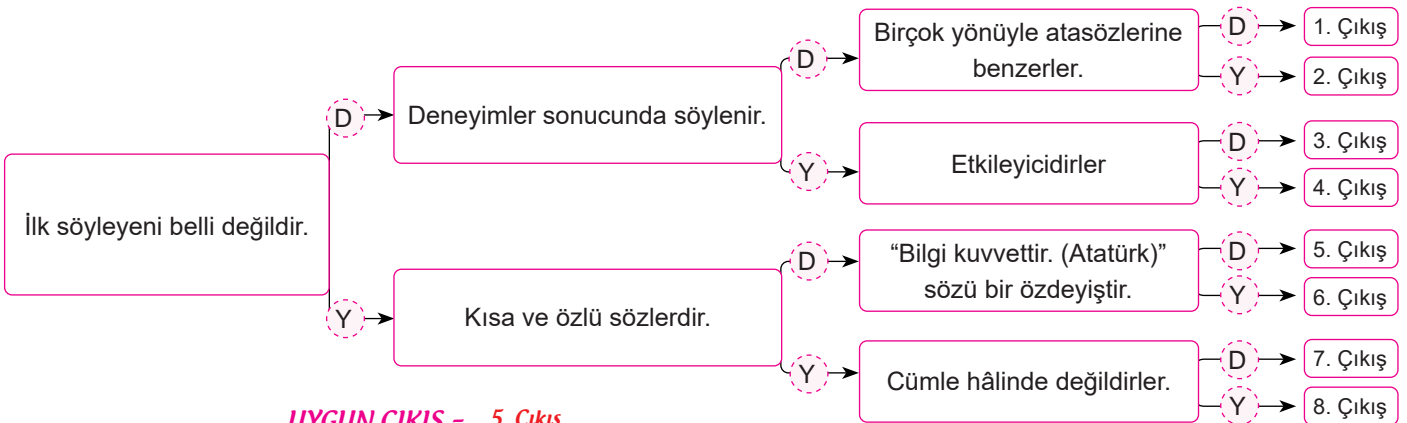 Birçok yönüyle atasözlerine
benzerler.
D
1. Çıkış
Y
2. Çıkış
D
Deneyimler sonucunda söylenir.
D
Y
Etkileyicidirler
D
3. Çıkış
Y
4. Çıkış
İlk söyleyeni belli değildir.
Y
Kısa ve özlü sözlerdir.
D
“Bilgi kuvvettir. (Atatürk)”
sözü bir özdeyiştir.
D
5. Çıkış
Y
6. Çıkış
Y
Cümle hâlinde değildirler.
D
7. Çıkış
Y
8. Çıkış
UYGUN ÇIKIŞ – 5. Çıkış